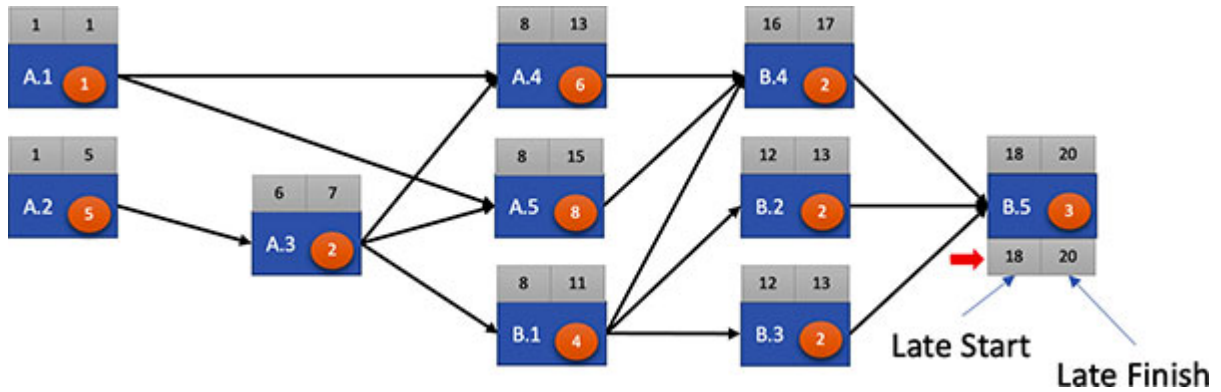 1 1
A.1 1
8 13
A.4 6
16 17
B.4 2
1 5
A.2 5
8 15
A.5 8
12 13
B.2 2
18 20
B.5 3
18 20
6 7
A.3 2
8 11
B.1 4
12 13
B.3 2
Late Start
Late Finish